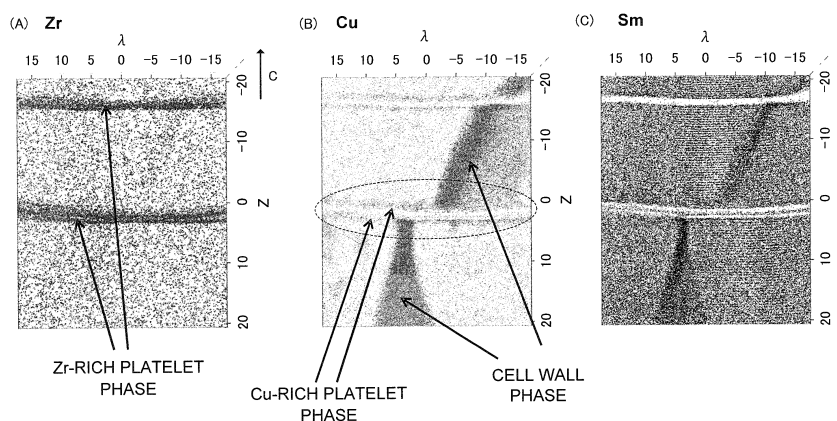 (A) Zr
λ
15 10 5 0 -5 -10 -15
-20
-10
0
10
20
Z
C
Zr-RICH PLATELET
PHASE
(B) Cu
λ
15 10 5 0 -5 -10 -15
-20
-10
0
10
20
Z
Cu-RICH PLATELET
PHASE
CELL WALL
PHASE
(C) Sm
λ
15 10 5 0 -5 -10 -15
-20
-10
0
10
20
Z